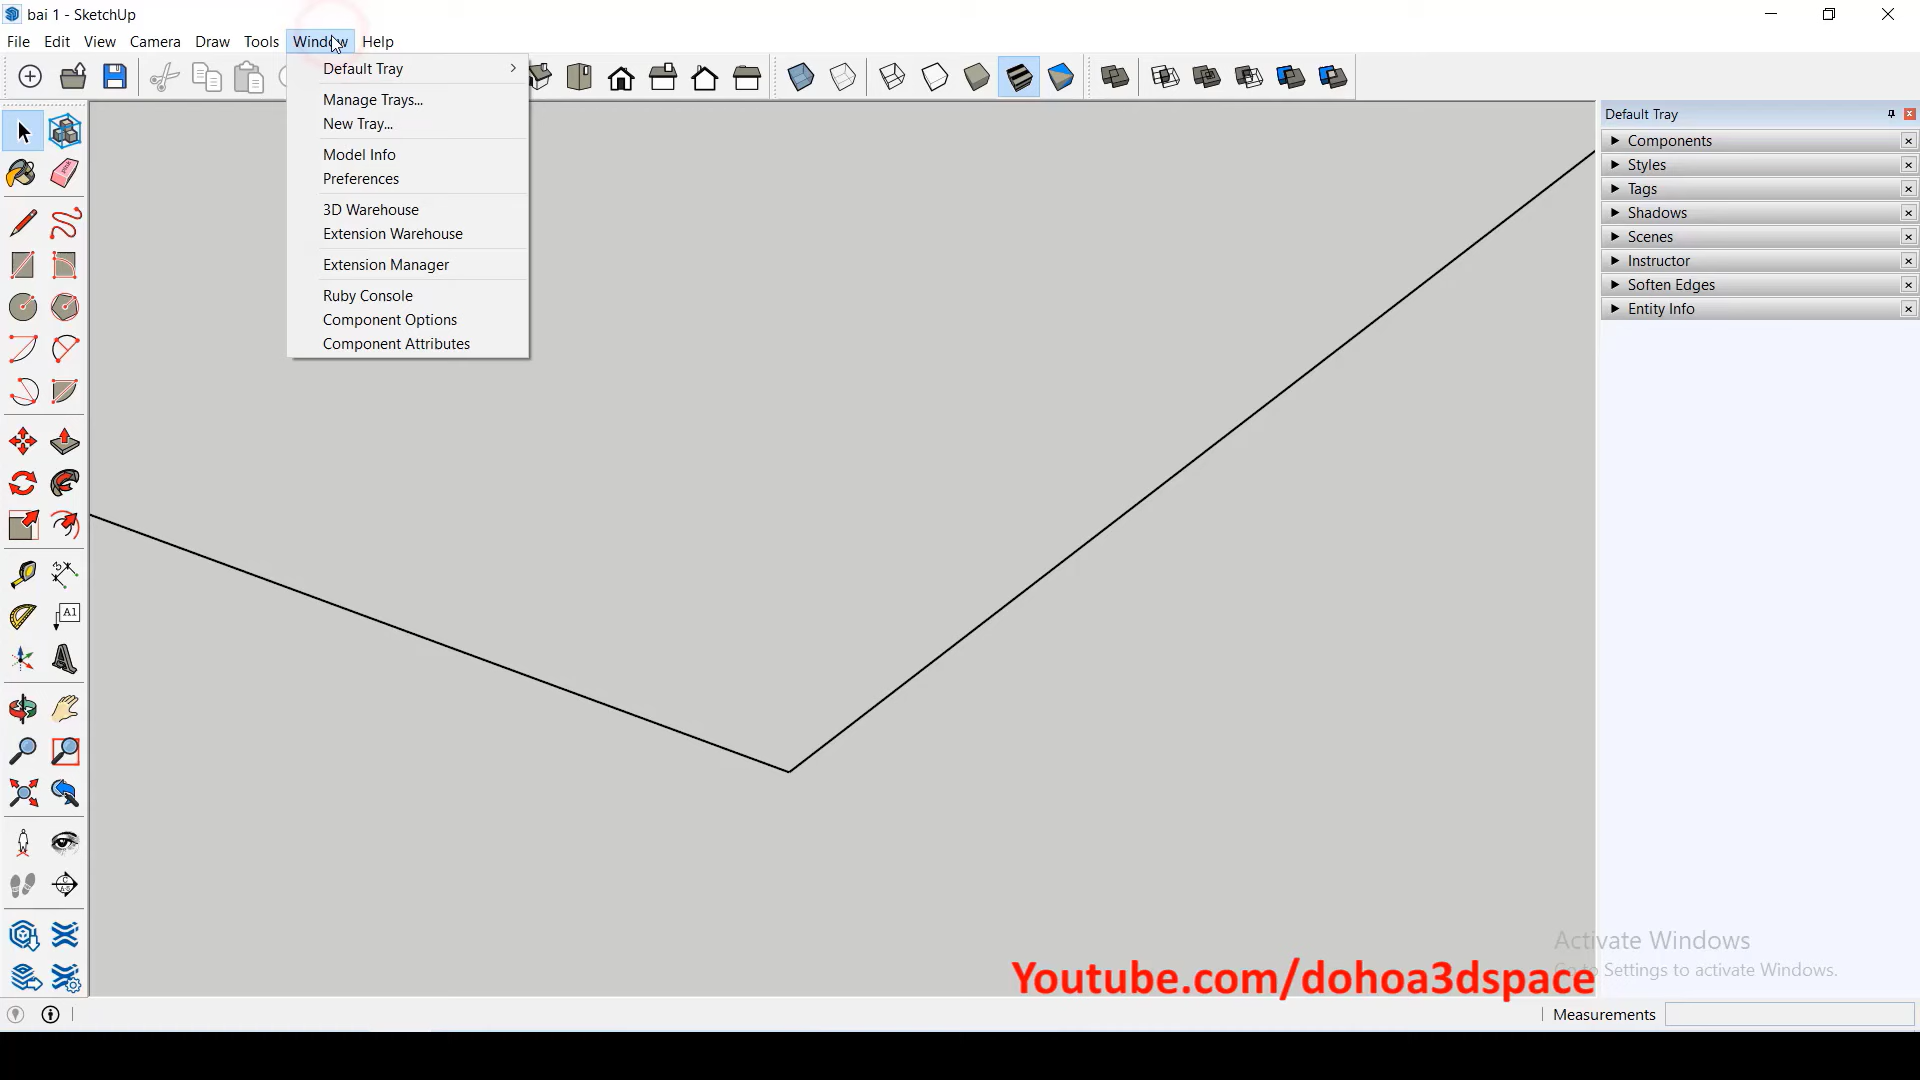 bai 1 - SketchUp
File Edit View Camera Draw Tools Window Help
Default Tray
Manage Trays...
New Tray...
Model Info
Preferences
3D Warehouse
Extension Warehouse
Extension Manager
Ruby Console
Component Options
Component Attributes
Default Tray
Components
Styles
Tags
Shadows
Scenes
Instructor
Soften Edges
Entity Info
A1
Activate Windows
Go to Settings to activate Windows.
Youtube.com/dohoa3dspace
Measurements